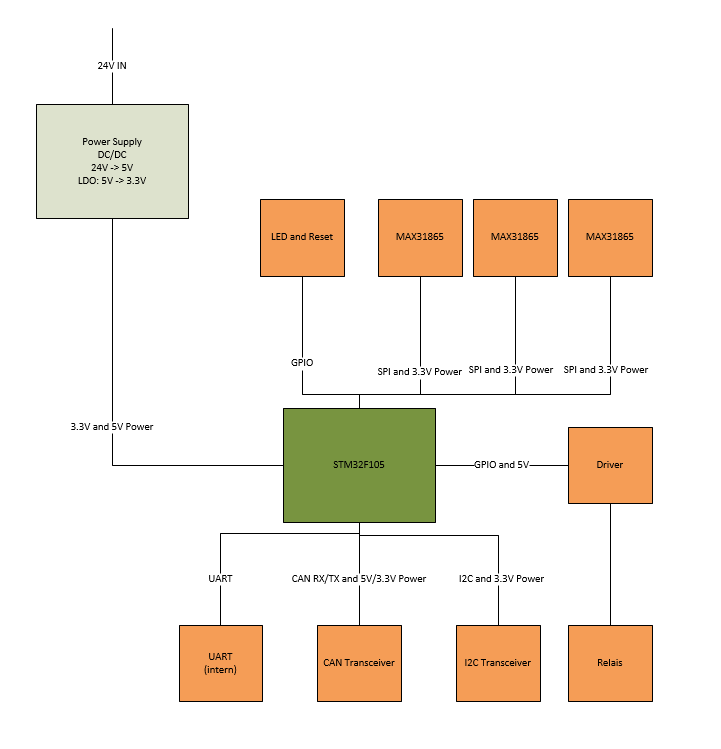 24V IN
Power Supply
DC/DC
24V -> 5V
LDO: 5V -> 3.3V
LED and Reset
MAX31865
MAX31865
MAX31865
GPIO
SPI and 3.3V Power
SPI and 3.3V Power
SPI and 3.3V Power
3.3V and 5V Power
STM32F105
GPIO and 5V
Driver
UART
CAN RX/TX and 5V/3.3V Power
I2C and 3.3V Power
UART
(intern)
CAN Transceiver
I2C Transceiver
Relais